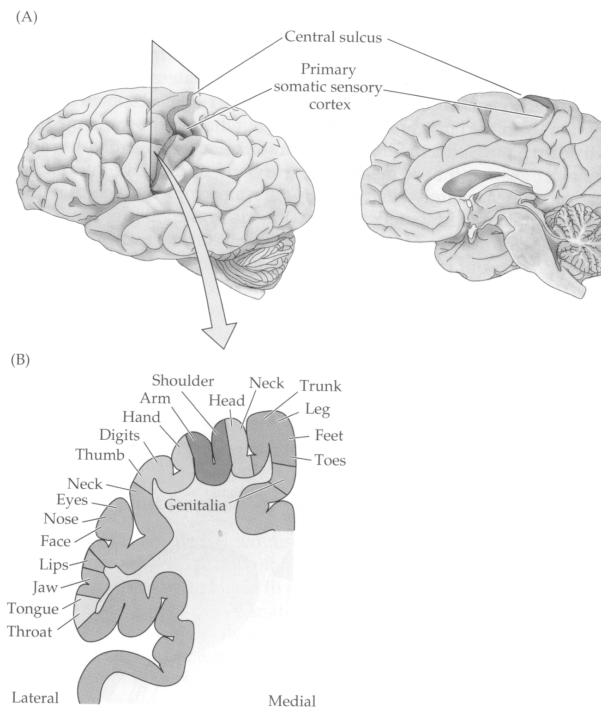 (A)
Central sulcus
Primary
somatic sensory
cortex
(B)
Shoulder
Neck
Trunk
Arm
Head
Leg
Hand
Feet
Digits
Toes
Thumb
Neck
Genitalia
Eyes
Nose
Face
Lips
Jaw
Tongue
Throat
Lateral
Medial